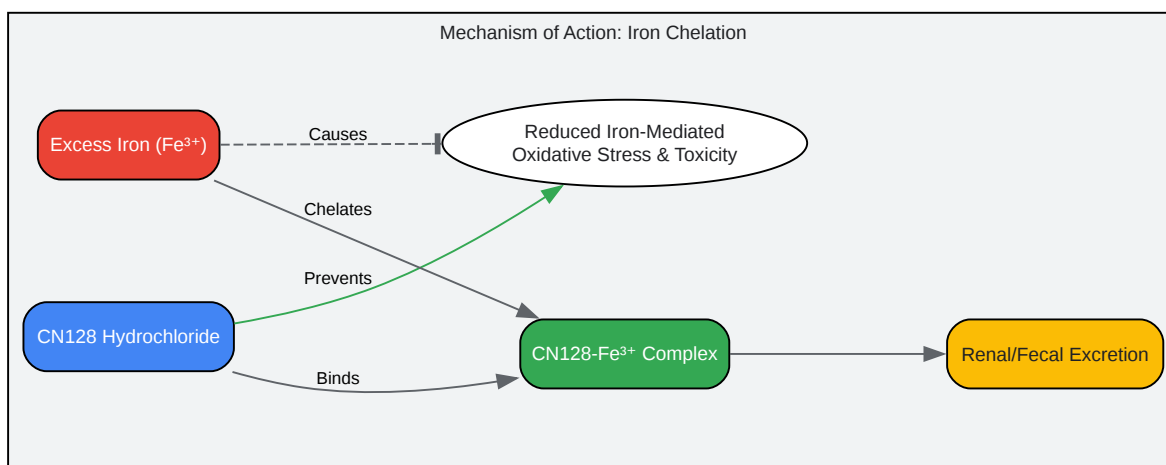 Mechanism of Action: Iron Chelation
Excess Iron (Fe³⁺)
Causes
Reduced Iron-Mediated
Oxidative Stress & Toxicity
Chelates
Prevents
CN128 Hydrochloride
Binds
CN128-Fe³⁺ Complex
Renal/Fecal Excretion